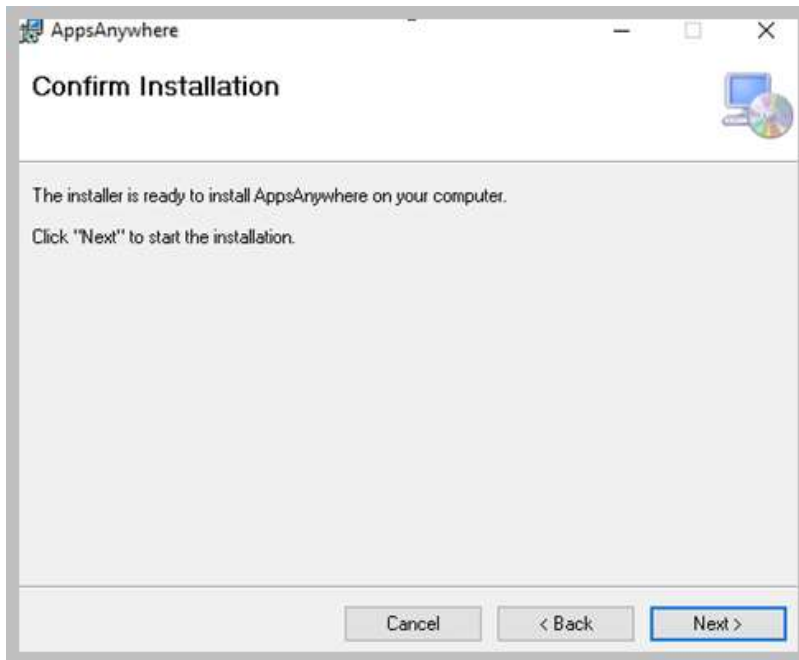 AppsAnywhere
Confirm Installation
The installer is ready to install AppsAnywhere on your computer.
Click "Next" to start the installation.
Cancel
< Back
Next >